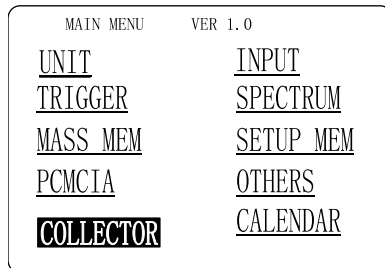 MAIN MENU VER 1.0
UNIT INPUT
TRIGGER SPECTRUM
MASS MEM SETUP MEM
PCMCIA OTHERS
COLLECTOR CALENDAR